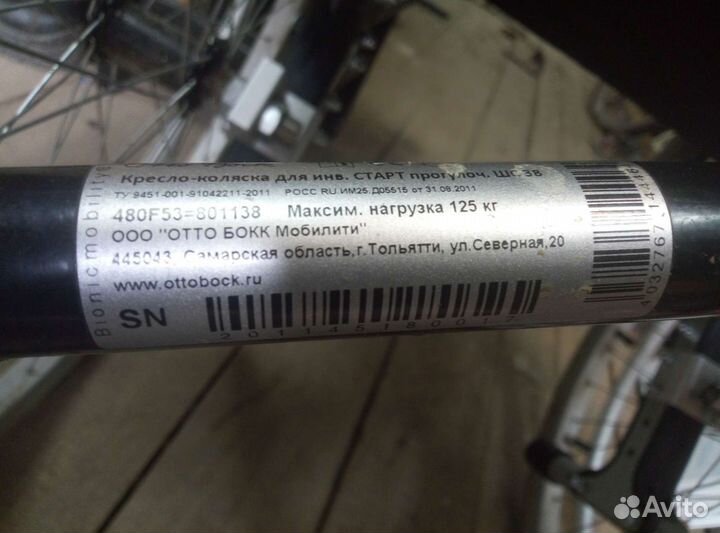 Кресло-коляска для инв. СТАРТ прогулоч. ШС 38
ТУ 9451-001-91042211-2011 РОСС RU.ИМ25.Д05515 от 31.08.2011
480F53=801138 Максим. нагрузка 125 кг
ООО "ОТТО БОКК Мобилити"
445043, Самарская область,г.Тольятти, ул.Северная,20
www.ottobock.ru
SN
Bionicmobility
Avito